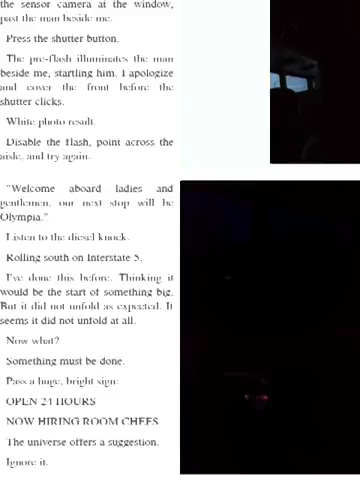 the sensor camera at the window,
past the man beside me.
Press the shutter button.
The pre-flash illuminates the man
beside me, startling him. I apologize
and cover the front before the
shutter clicks.
White photo result.
Disable the flash, point across the
aisle, and try again.
"Welcome aboard ladies and
gentlemen, our next stop will be
Olympia."
Listen to the diesel knock.
Rolling south on Interstate 5.
I've done this before. Thinking it
would be the start of something big.
But it did not unfold as expected. It
seems it did not unfold at all.
Now what?
Something must be done.
Pass a huge, bright sign:
OPEN 24 HOURS
NOW HIRING ROOM CHEFS
The universe offers a suggestion.
Ignore it.